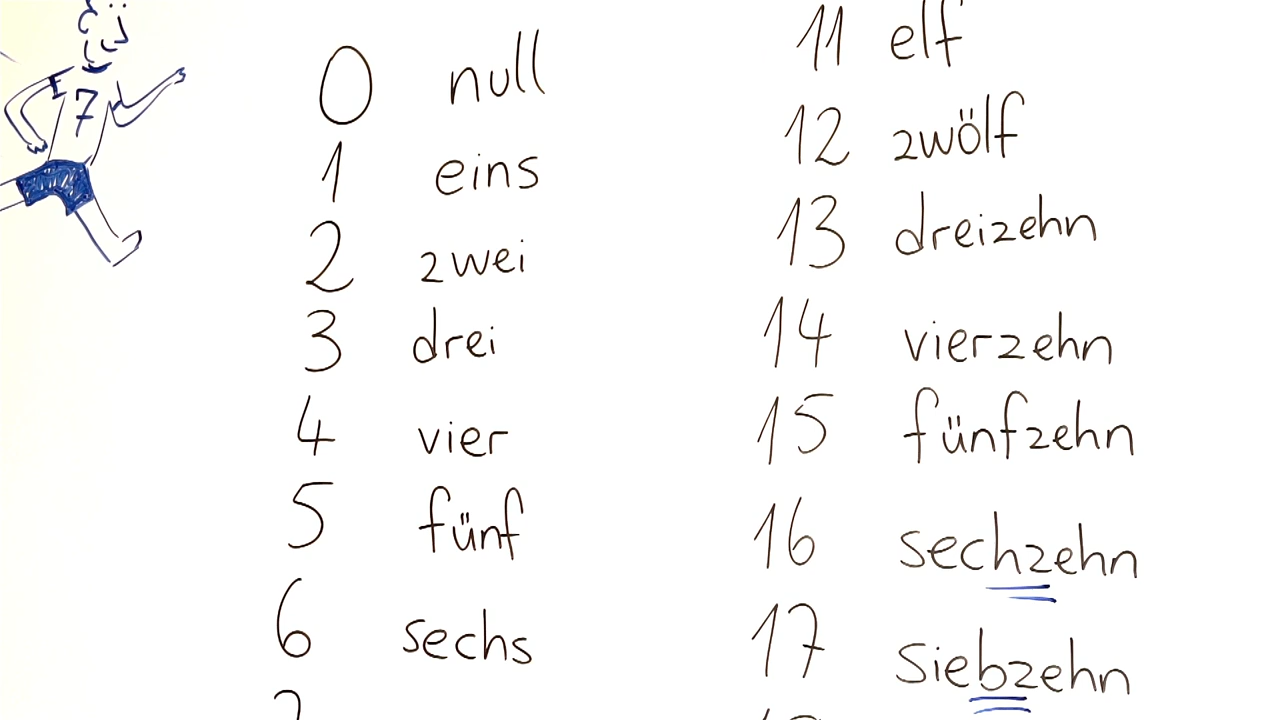 7
0 null
1 eins
2 zwei
3 drei
4 vier
5 fünf
6 sechs
11 elf
12 zwölf
13 dreizehn
14 vierzehn
15 fünfzehn
16 sechzehn
17 siebzehn